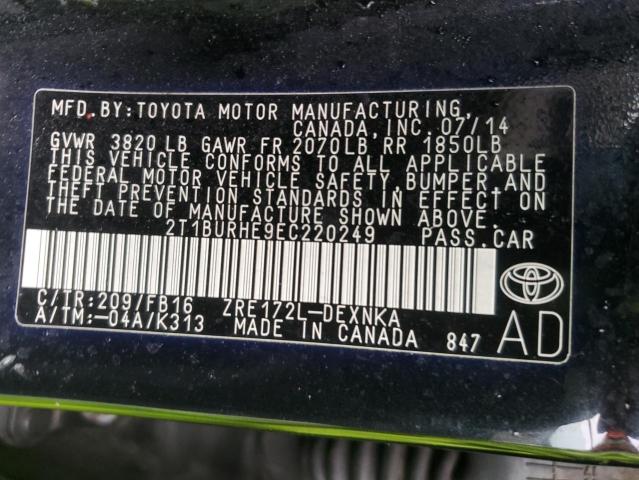 MFD. BY: TOYOTA MOTOR MANUFACTURING,
CANADA, INC. 07/14
GVWR 3820 LB GAWR FR 2070LB RR 1850LB
THIS VEHICLE CONFORMS TO ALL APPLICABLE
FEDERAL MOTOR VEHICLE SAFETY, BUMPER, AND
THEFT PREVENTION STANDARDS IN EFFECT ON
THE DATE OF MANUFACTURE SHOWN ABOVE.
2T1BURHE9EC220249 PASS.CAR
C/TR:209/FB16 ZRE172L-DEXNKA
A/TM:-04A/K313 MADE IN CANADA 847
AD